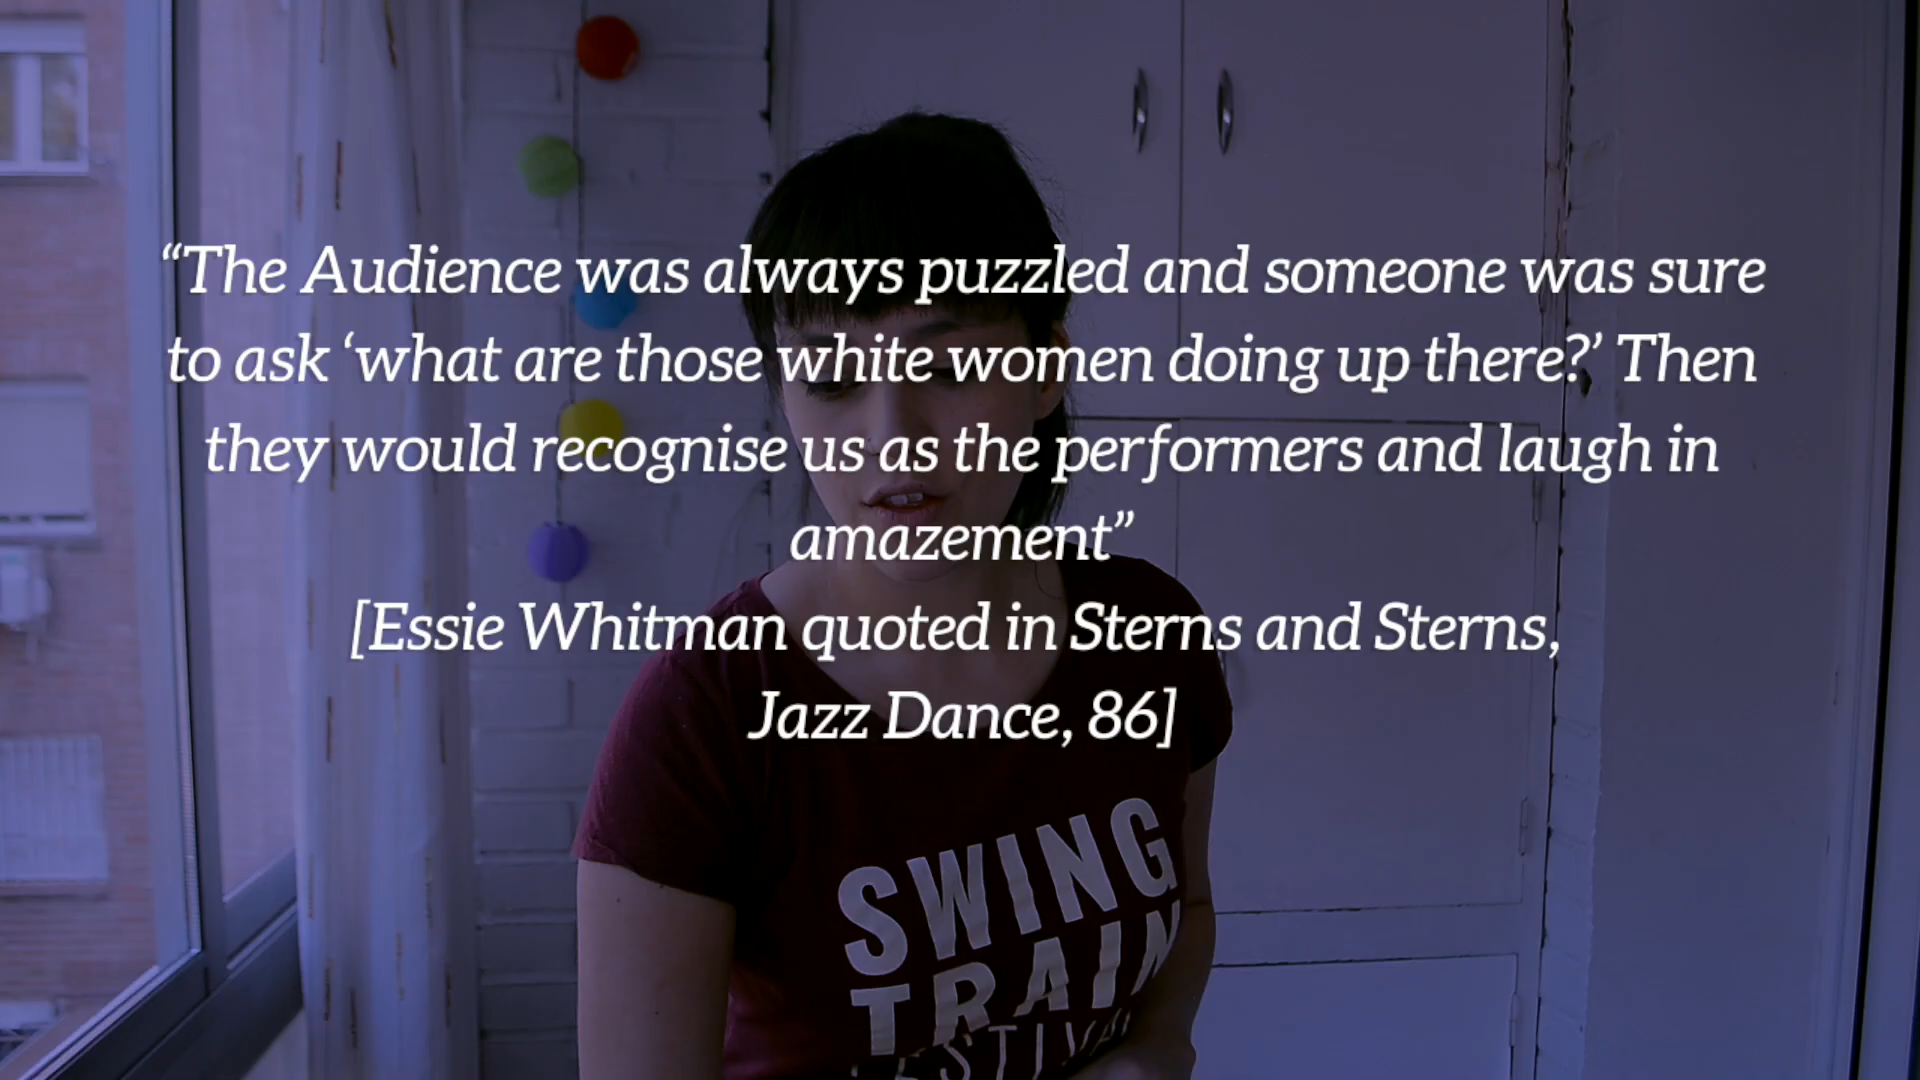 “The Audience was always puzzled and someone was sure
to ask ‘what are those white women doing up there?’ Then
they would recognise us as the performers and laugh in
amazement”
[Essie Whitman quoted in Sterns and Sterns,
Jazz Dance, 86]
SWING
TRAIN